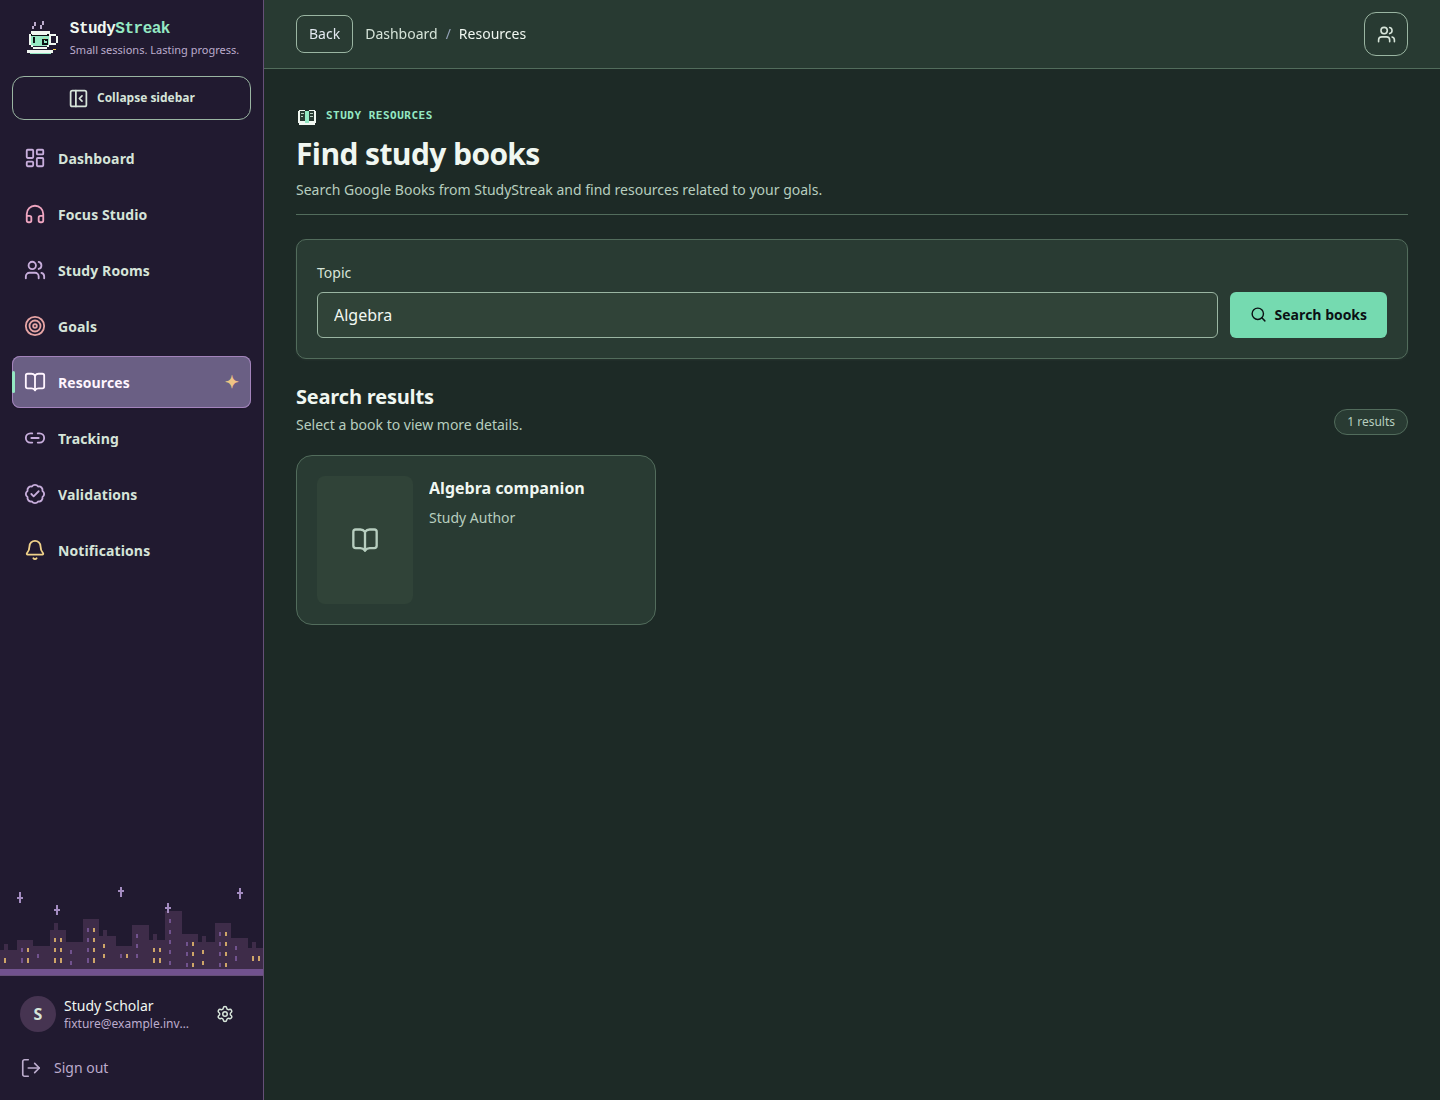 StudyStreak
Small sessions. Lasting progress.
Collapse sidebar
Dashboard
Focus Studio
Study Rooms
Goals
Resources
Tracking
Validations
Notifications
S
Study Scholar
fixture@example.inv...
Sign out
Back
Dashboard / Resources
STUDY RESOURCES
Find study books
Search Google Books from StudyStreak and find resources related to your goals.
Topic
Algebra
Search books
Search results
Select a book to view more details.
1 results
Algebra companion
Study Author